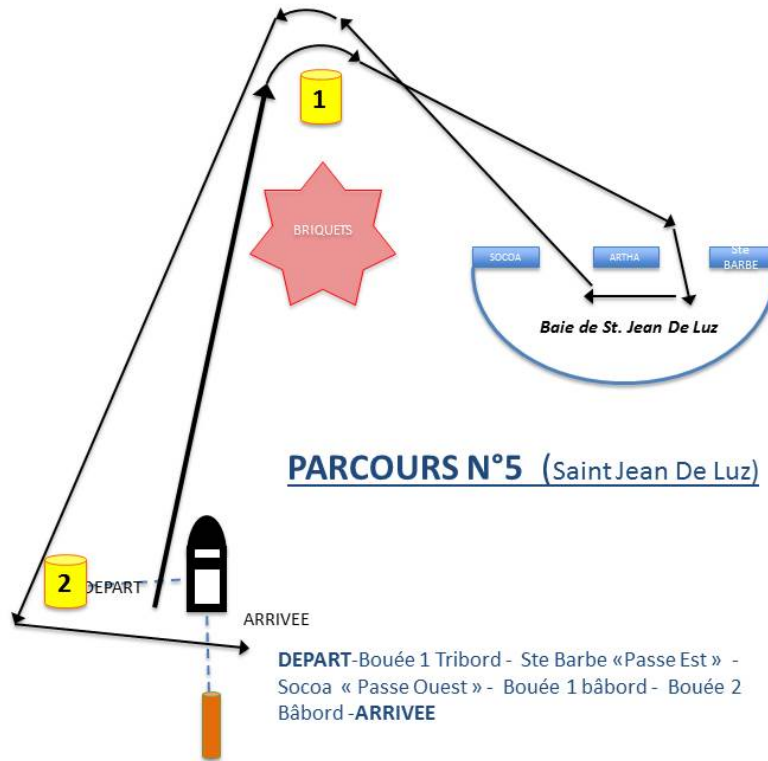 1
BRIQUETS
SOCOA
ARTHA
Ste
BARBE
Baie de St. Jean De Luz
PARCOURS N°5 (Saint Jean De Luz)
2
DEPART
ARRIVEE
DEPART-Bouée 1 Tribord - Ste Barbe «Passe Est » -
Socoa « Passe Ouest » - Bouée 1 bâbord - Bouée 2
Bâbord -ARRIVEE